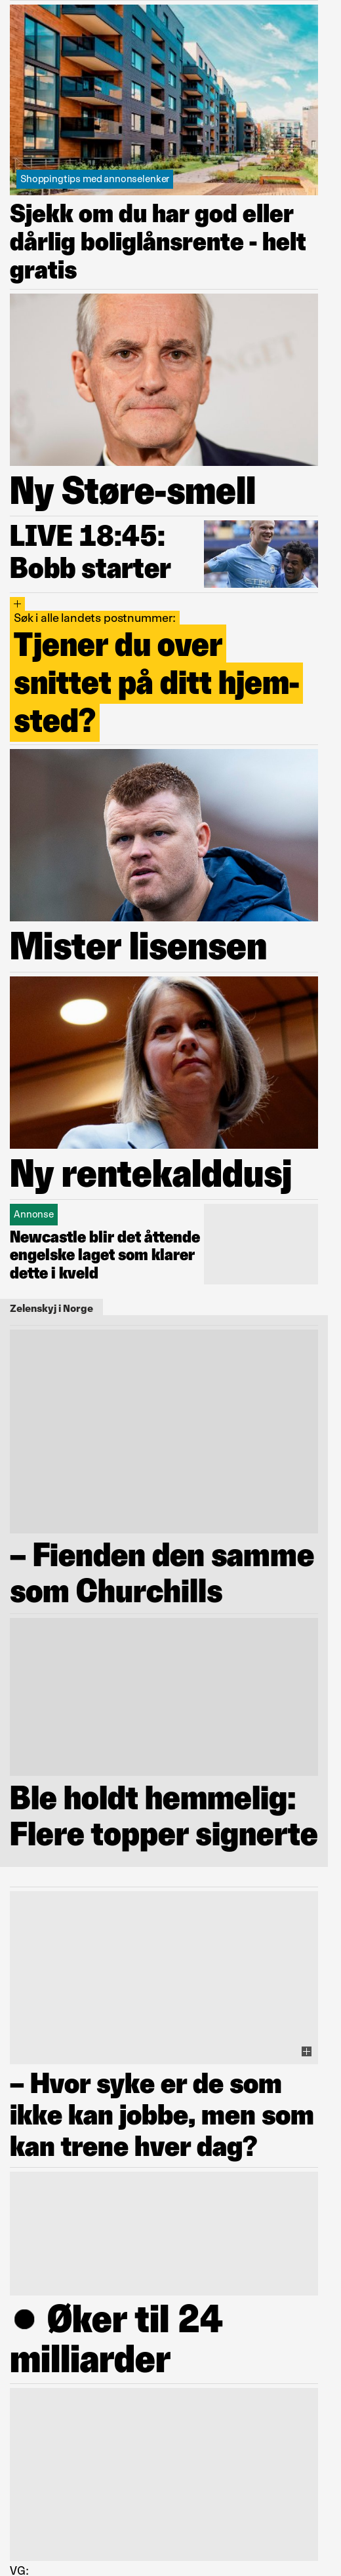 Shoppingtips med annonselenker
Sjekk om du har god eller
dårlig boliglånsrente - helt
gratis
NGET
Ny Støre-smell
LIVE 18:45:
Bobb starter
+
Søk i alle landets postnummer:
Tjener du over
snittet på ditt hjem-
sted?
Mister lisensen
Ny rentekalddusj
Annonse
Newcastle blir det åttende
engelske laget som klarer
dette i kveld
Zelenskyj i Norge
– Fienden den samme
som Churchills
Ble holdt hemmelig:
Flere topper signerte
– Hvor syke er de som
ikke kan jobbe, men som
kan trene hver dag?
● Øker til 24
milliarder
VG: